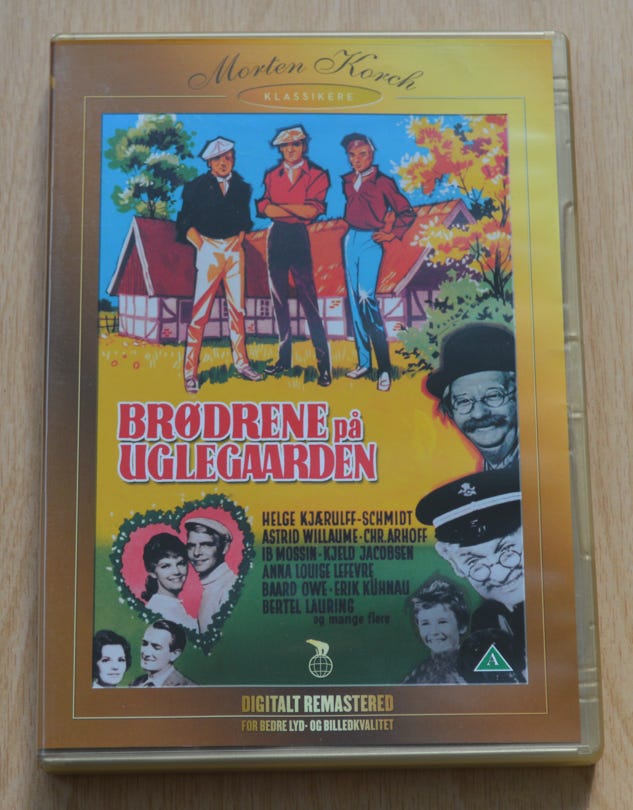 Morten Korch
KLASSIKERE
BRØDRENE på
UGLEGAARDEN
HELGE KJÆRULFF-SCHMIDT
ASTRID WILLAUME · CHR. ARHOFF
IB MOSSIN · KJELD JACOBSEN
ANNA LOUISE LEFEVRE
BAARD OWE · ERIK KÜHNAU
BERTEL LAURING
og mange flere
A
DIGITALT REMASTERED
FOR BEDRE LYD- OG BILLEDKVALITET